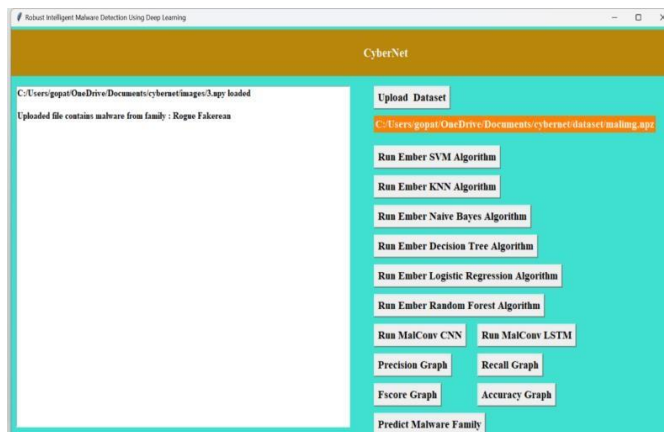 Robust Intelligent Malware Detection Using Deep Learning
CyberNet
C:/Users/gopat/OneDrive/Documents/cybernet/images/3.npy loaded
Uploaded file contains malware from family : Rogue Fakerean
Upload Dataset
C:/Users/gopat/OneDrive/Documents/cybernet/dataset/malimg.npz
Run Ember SVM Algorithm
Run Ember KNN Algorithm
Run Ember Naive Bayes Algorithm
Run Ember Decision Tree Algorithm
Run Ember Logistic Regression Algorithm
Run Ember Random Forest Algorithm
Run MalConv CNN Run MalConv LSTM
Precision Graph Recall Graph
Fscore Graph Accuracy Graph
Predict Malware Family